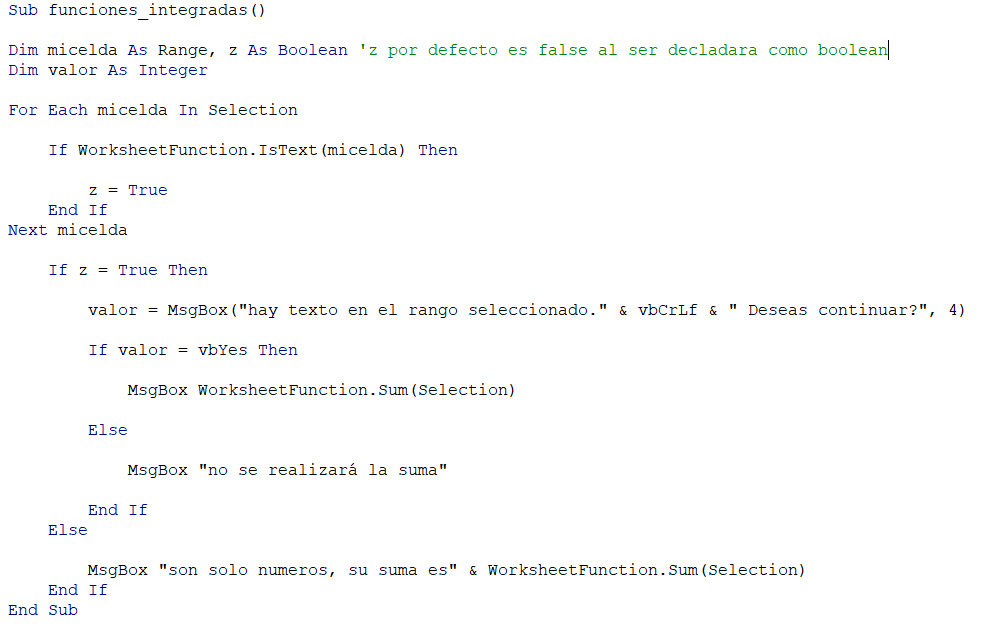 Sub funciones_integradas()
Dim micelda As Range, z As Boolean 'z por defecto es false al ser decladara como boolean
Dim valor As Integer
For Each micelda In Selection
If WorksheetFunction.IsText(micelda) Then
z = True
End If
Next micelda
If z = True Then
valor = MsgBox("hay texto en el rango seleccionado." & vbCrLf & " Deseas continuar?", 4)
If valor = vbYes Then
MsgBox WorksheetFunction.Sum(Selection)
Else
MsgBox "no se realizará la suma"
End If
Else
MsgBox "son solo numeros, su suma es" & WorksheetFunction.Sum(Selection)
End If
End Sub